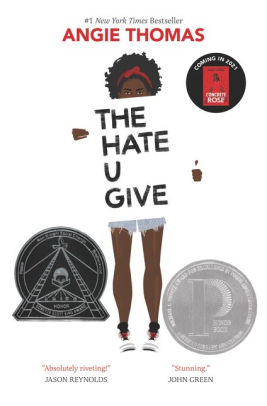 #1 New York Times Bestseller
ANGIE THOMAS
COMING IN 2021
CONCRETE
ROSE
THE
HATE
U
GIVE
HONOR
"Absolutely riveting!"
JASON REYNOLDS
"Stunning."
JOHN GREEN